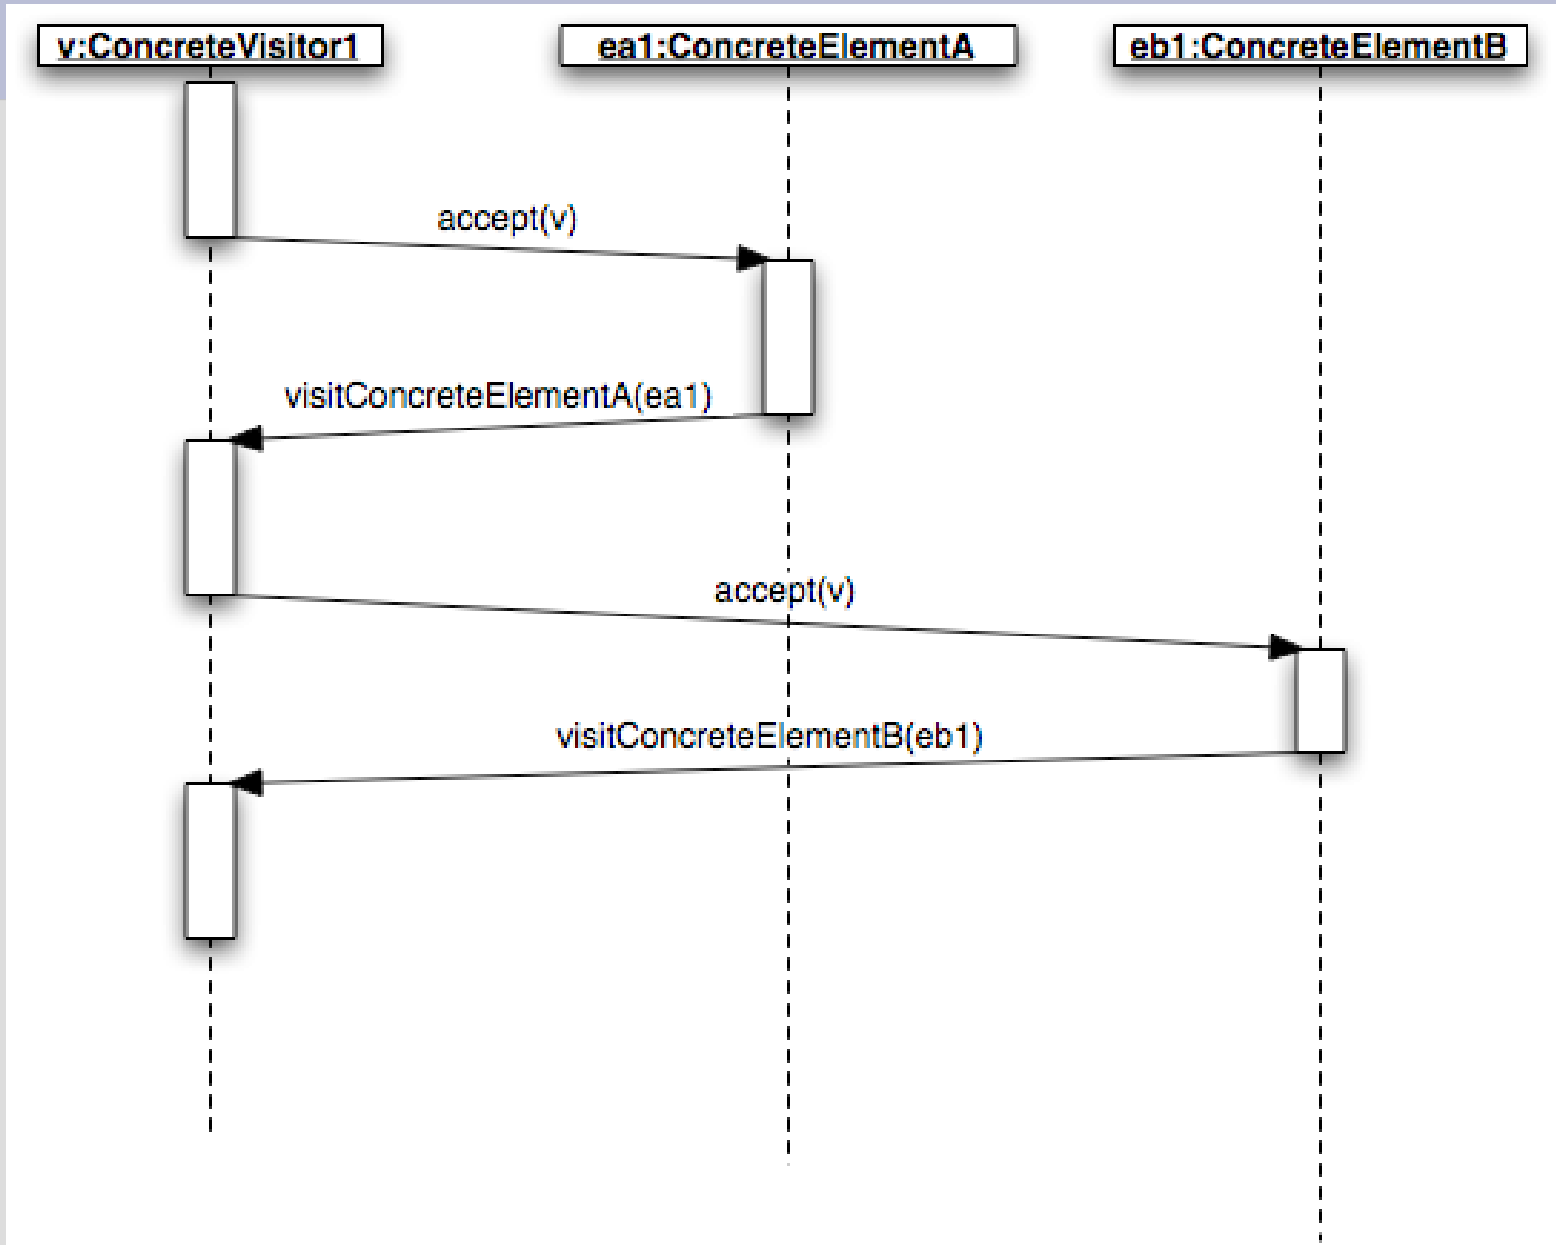 v:ConcreteVisitor1
ea1:ConcreteElementA
eb1:ConcreteElementB
accept(v)
visitConcreteElementA(ea1)
accept(v)
visitConcreteElementB(eb1)